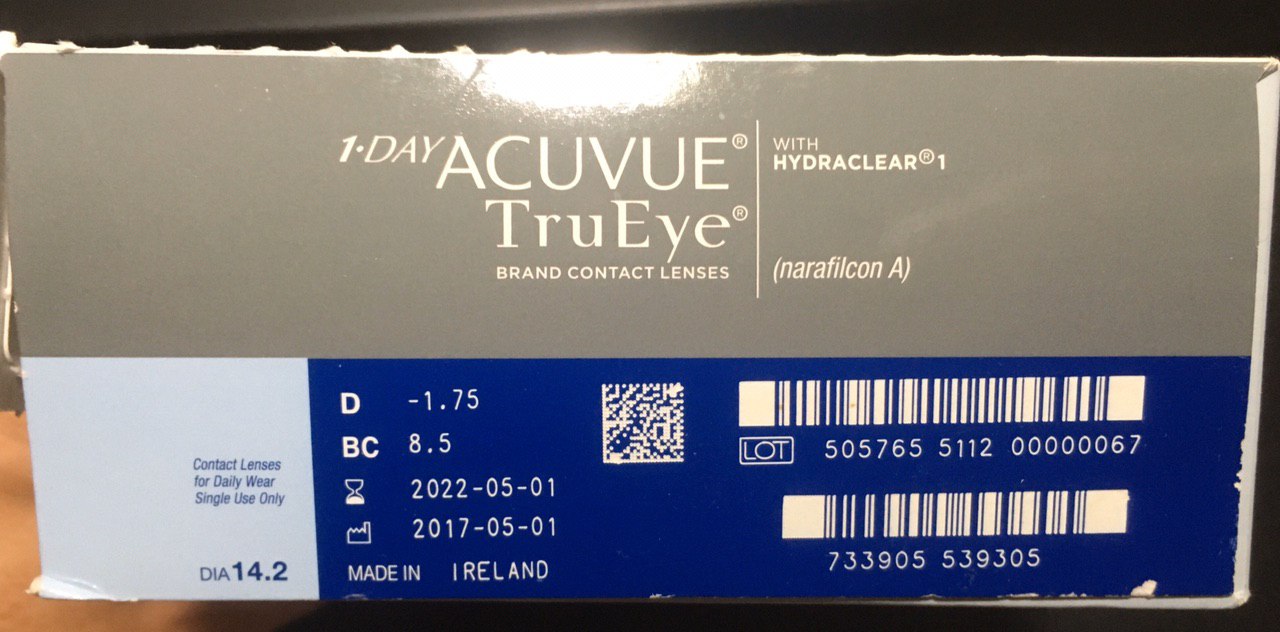 1·DAY ACUVUE®
TruEye®
BRAND CONTACT LENSES
WITH
HYDRACLEAR®1
(narafilcon A)
Contact Lenses
for Daily Wear
Single Use Only
DIA 14.2
D -1.75
BC 8.5
2022-05-01
2017-05-01
MADE IN IRELAND
LOT 505765 5112 00000067
733905 539305